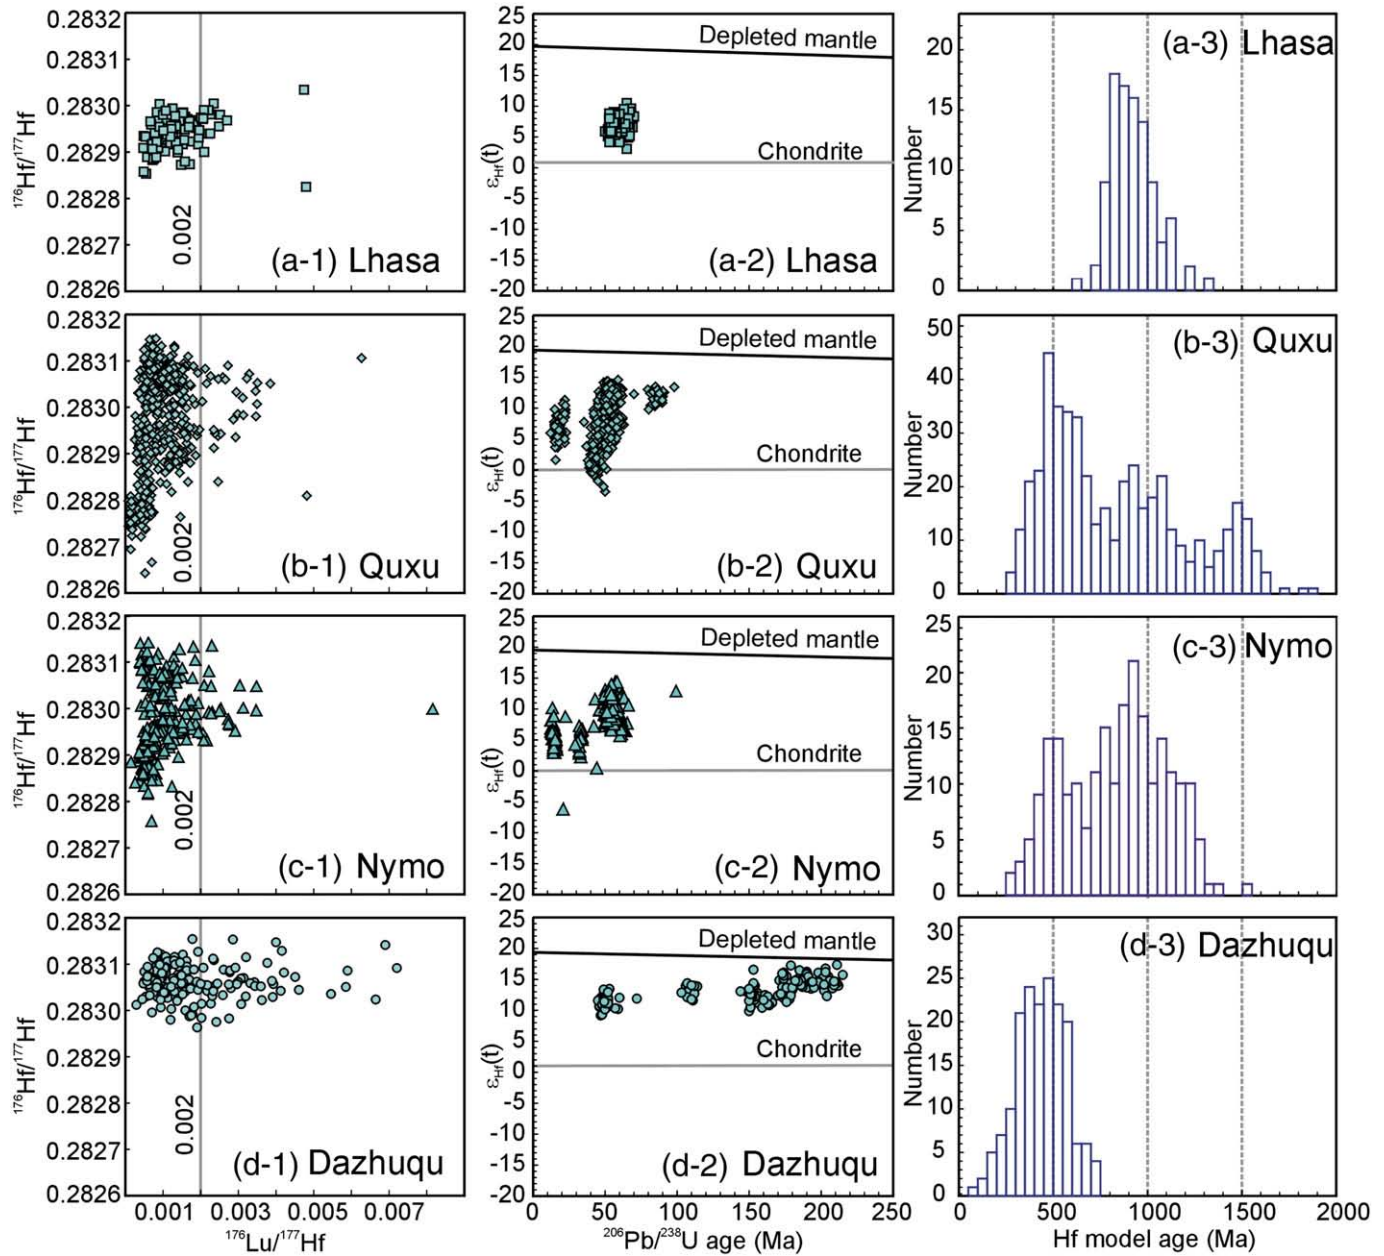 0.2832
0.2831
0.2830
0.2829
0.2828
0.2827
0.2826
176Hf/177Hf
0.002
(a-1) Lhasa
25
20
15
10
5
0
-5
-10
-15
-20
εHf(t)
Depleted mantle
Chondrite
(a-2) Lhasa
20
15
10
5
0
Number
(a-3) Lhasa
0.2832
0.2831
0.2830
0.2829
0.2828
0.2827
0.2826
176Hf/177Hf
0.002
(b-1) Quxu
25
20
15
10
5
0
-5
-10
-15
-20
εHf(t)
Depleted mantle
Chondrite
(b-2) Quxu
50
40
30
20
10
0
Number
(b-3) Quxu
0.2832
0.2831
0.2830
0.2829
0.2828
0.2827
0.2826
176Hf/177Hf
0.002
(c-1) Nymo
25
20
15
10
5
0
-5
-10
-15
-20
εHf(t)
Depleted mantle
Chondrite
(c-2) Nymo
25
20
15
10
5
0
Number
(c-3) Nymo
0.2832
0.2831
0.2830
0.2829
0.2828
0.2827
0.2826
176Hf/177Hf
0.002
(d-1) Dazhuqu
0.001 0.003 0.005 0.007
176Lu/177Hf
25
20
15
10
5
0
-5
-10
-15
-20
εHf(t)
Depleted mantle
Chondrite
(d-2) Dazhuqu
0 50 100 150 200 250
206Pb/238U age (Ma)
30
25
20
15
10
5
0
Number
(d-3) Dazhuqu
0 500 1000 1500 2000
Hf model age (Ma)